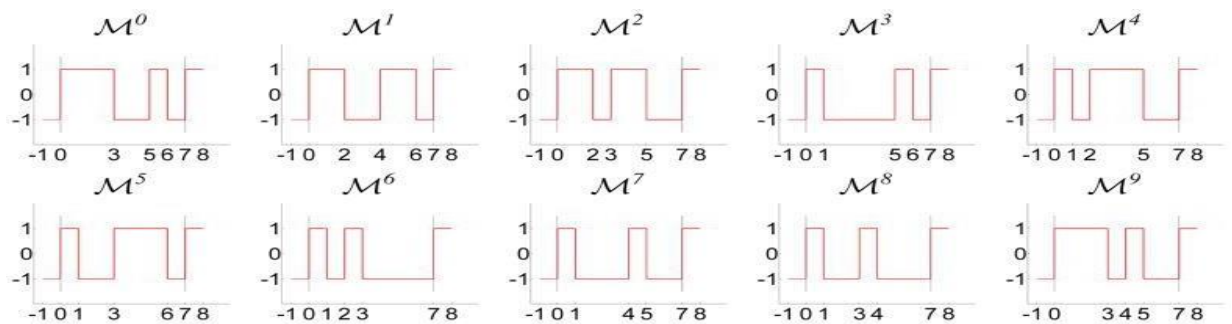 M⁰ M¹ M² M³ M⁴
1 1 1 1 1
0 0 0 0 0
-1 -1 -1 -1 -1
-1 0 3 5 6 7 8 -1 0 2 4 6 7 8 -1 0 2 3 5 7 8 -1 0 1 5 6 7 8 -1 0 1 2 5 7 8
M⁵ M⁶ M⁷ M⁸ M⁹
1 1 1 1 1
0 0 0 0 0
-1 -1 -1 -1 -1
-1 0 1 3 6 7 8 -1 0 1 2 3 7 8 -1 0 1 4 5 7 8 -1 0 1 3 4 7 8 -1 0 3 4 5 7 8